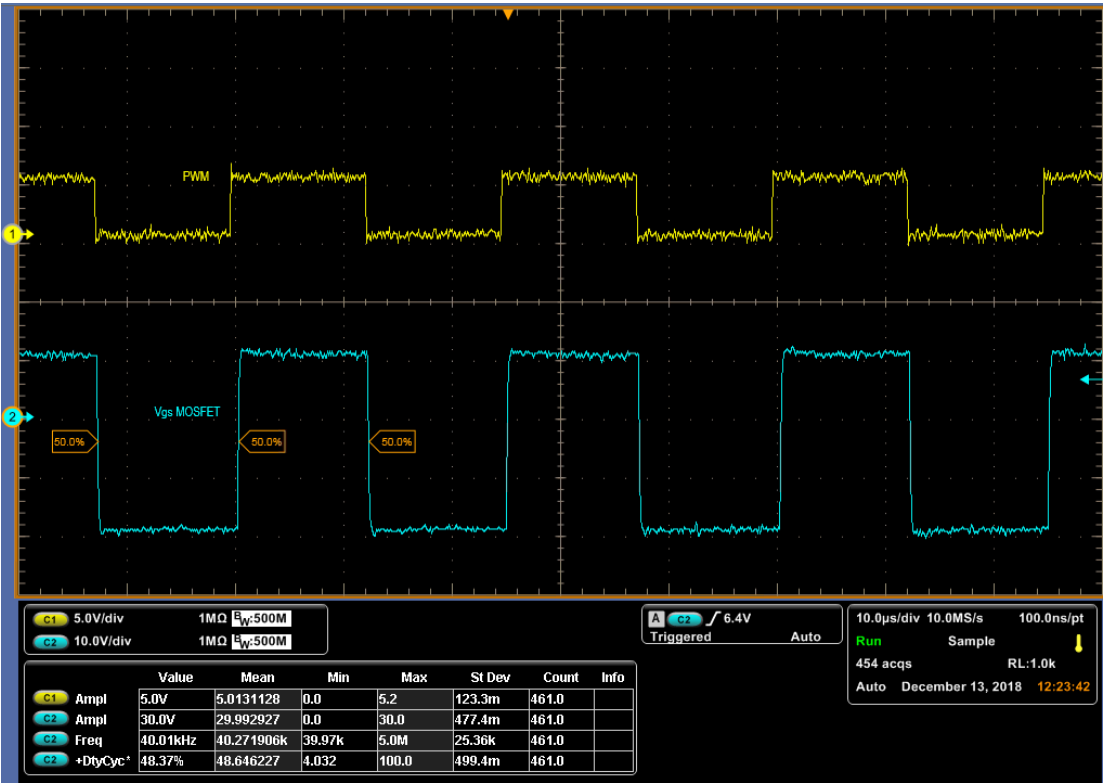 PWM
1
Vgs MOSFET
2
50.0% 50.0% 50.0%
C1 5.0V/div 1MΩ BW:500M
C2 10.0V/div 1MΩ BW:500M
A C2 6.4V
Triggered Auto
10.0µs/div 10.0MS/s 100.0ns/pt
Run Sample
454 acqs RL:1.0k
Auto December 13, 2018 12:23:42
Value Mean Min Max St Dev Count Info
C1 Ampl 5.0V 5.0131128 0.0 5.2 123.3m 461.0
C2 Ampl 30.0V 29.992927 0.0 30.0 477.4m 461.0
C2 Freq 40.01kHz 40.271906k 39.97k 5.0M 25.36k 461.0
C2 +DtyCyc* 48.37% 48.646227 4.032 100.0 499.4m 461.0